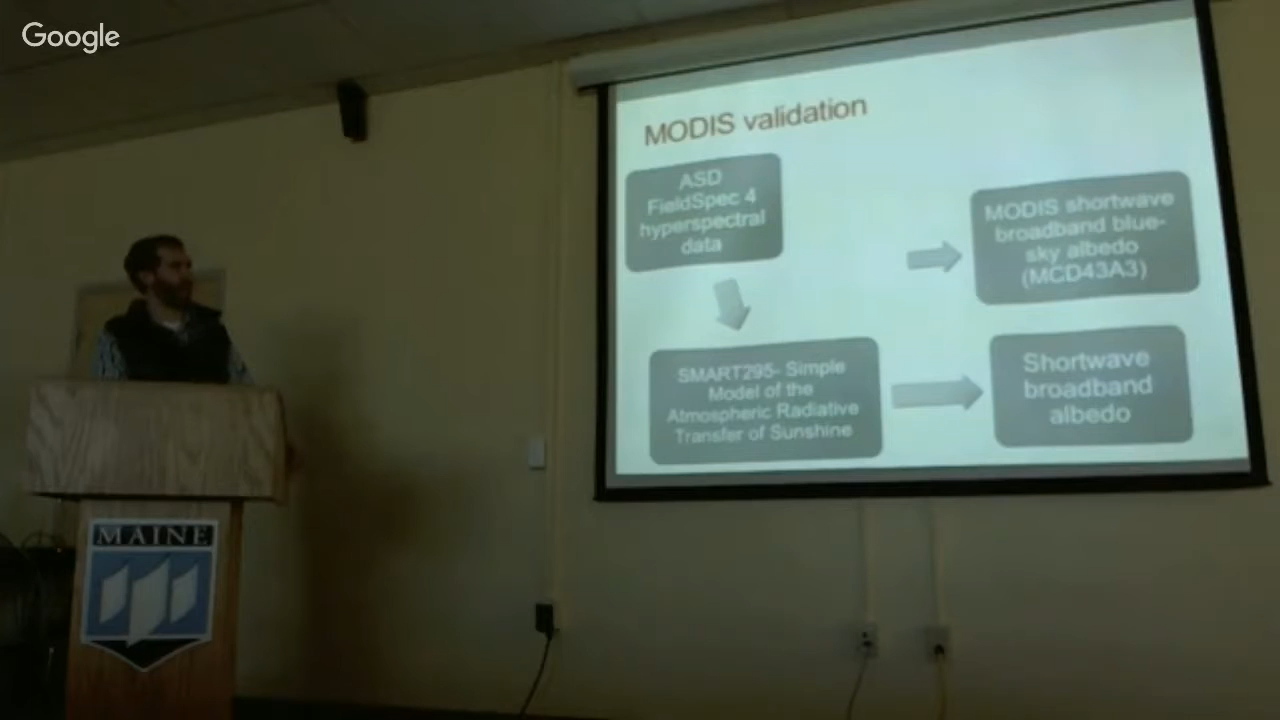 Google
MODIS validation
ASD
FieldSpec 4
hyperspectral
data
MODIS shortwave
broadband blue-
sky albedo
(MCD43A3)
SMART295- Simple
Model of the
Atmospheric Radiative
Transfer of Sunshine
Shortwave
broadband
albedo
MAINE